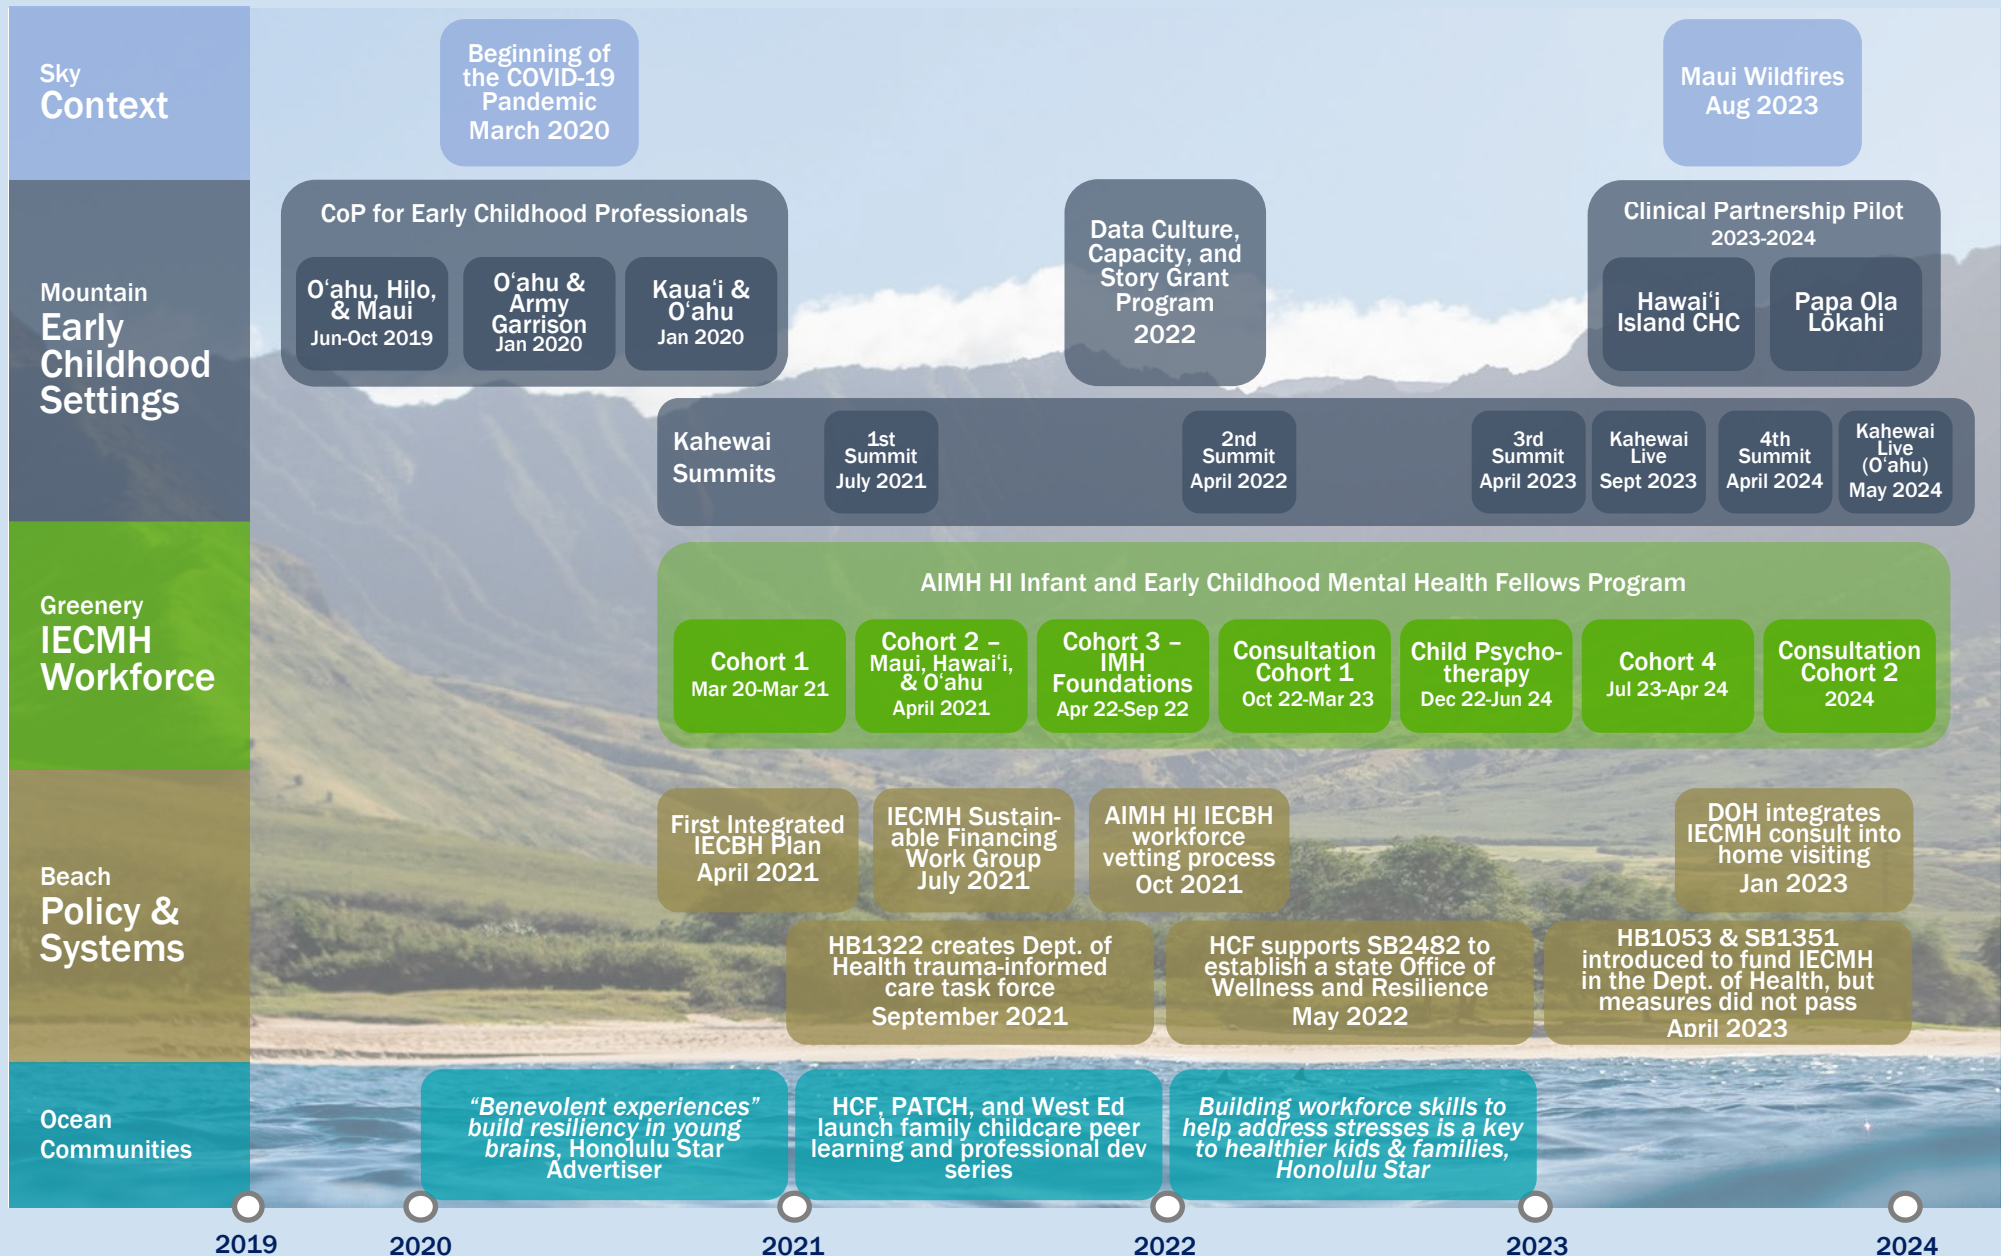 Sky
Context
Beginning of
the COVID-19
Pandemic
March 2020
Maui Wildfires
Aug 2023
Mountain
Early
Childhood
Settings
CoP for Early Childhood Professionals
Oʻahu, Hilo,
& Maui
Jun-Oct 2019
Oʻahu &
Army
Garrison
Jan 2020
Kauaʻi &
Oʻahu
Jan 2020
Data Culture,
Capacity, and
Story Grant
Program
2022
Clinical Partnership Pilot
2023-2024
Hawaiʻi
Island CHC
Papa Ola
Lōkahi
Kahewai
Summits
1st
Summit
July 2021
2nd
Summit
April 2022
3rd
Summit
April 2023
Kahewai
Live
Sept 2023
4th
Summit
April 2024
Kahewai
Live
(Oʻahu)
May 2024
Greenery
IECMH
Workforce
AIMH HI Infant and Early Childhood Mental Health Fellows Program
Cohort 1
Mar 20-Mar 21
Cohort 2 –
Maui, Hawaiʻi,
& Oʻahu
April 2021
Cohort 3 –
IMH
Foundations
Apr 22-Sep 22
Consultation
Cohort 1
Oct 22-Mar 23
Child Psycho-
therapy
Dec 22-Jun 24
Cohort 4
Jul 23-Apr 24
Consultation
Cohort 2
2024
Beach
Policy &
Systems
First Integrated
IECBH Plan
April 2021
IECMH Sustain-
able Financing
Work Group
July 2021
AIMH HI IECBH
workforce
vetting process
Oct 2021
DOH integrates
IECMH consult into
home visiting
Jan 2023
HB1322 creates Dept. of
Health trauma-informed
care task force
September 2021
HCF supports SB2482 to
establish a state Office of
Wellness and Resilience
May 2022
HB1053 & SB1351
introduced to fund IECMH
in the Dept. of Health, but
measures did not pass
April 2023
Ocean
Communities
“Benevolent experiences”
build resiliency in young
brains, Honolulu Star
Advertiser
HCF, PATCH, and West Ed
launch family childcare peer
learning and professional dev
series
Building workforce skills to
help address stresses is a key
to healthier kids & families,
Honolulu Star
2019
2020
2021
2022
2023
2024